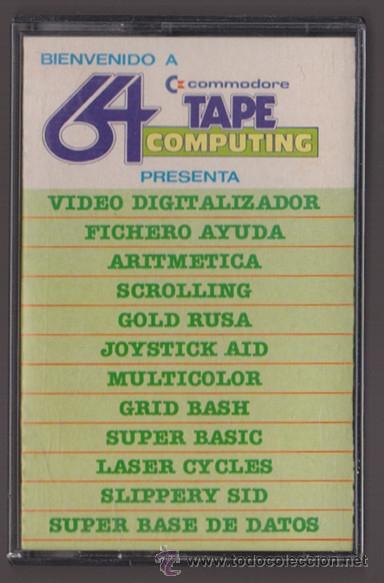 BIENVENIDO A
64 commodore
TAPE
COMPUTING
PRESENTA
VIDEO DIGITALIZADOR
FICHERO AYUDA
ARITMETICA
SCROLLING
GOLD RUSA
JOYSTICK AID
MULTICOLOR
GRID BASH
SUPER BASIC
LASER CYCLES
SLIPPERY SID
SUPER BASE DE DATOS
www.todocoleccion.net